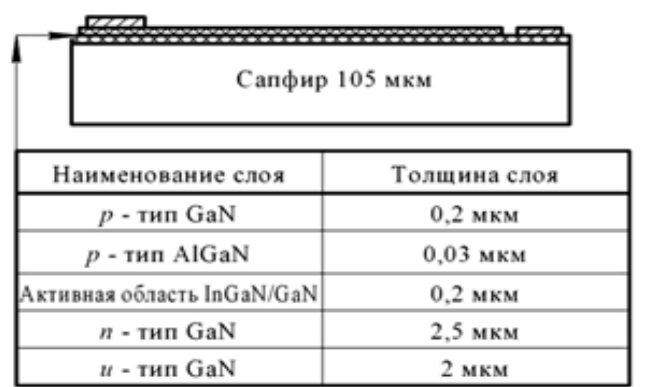 Сапфир 105 мкм
Наименование слоя Толщина слоя
p - тип GaN 0,2 мкм
p - тип AlGaN 0,03 мкм
Активная область InGaN/GaN 0,2 мкм
n - тип GaN 2,5 мкм
и - тип GaN 2 мкм